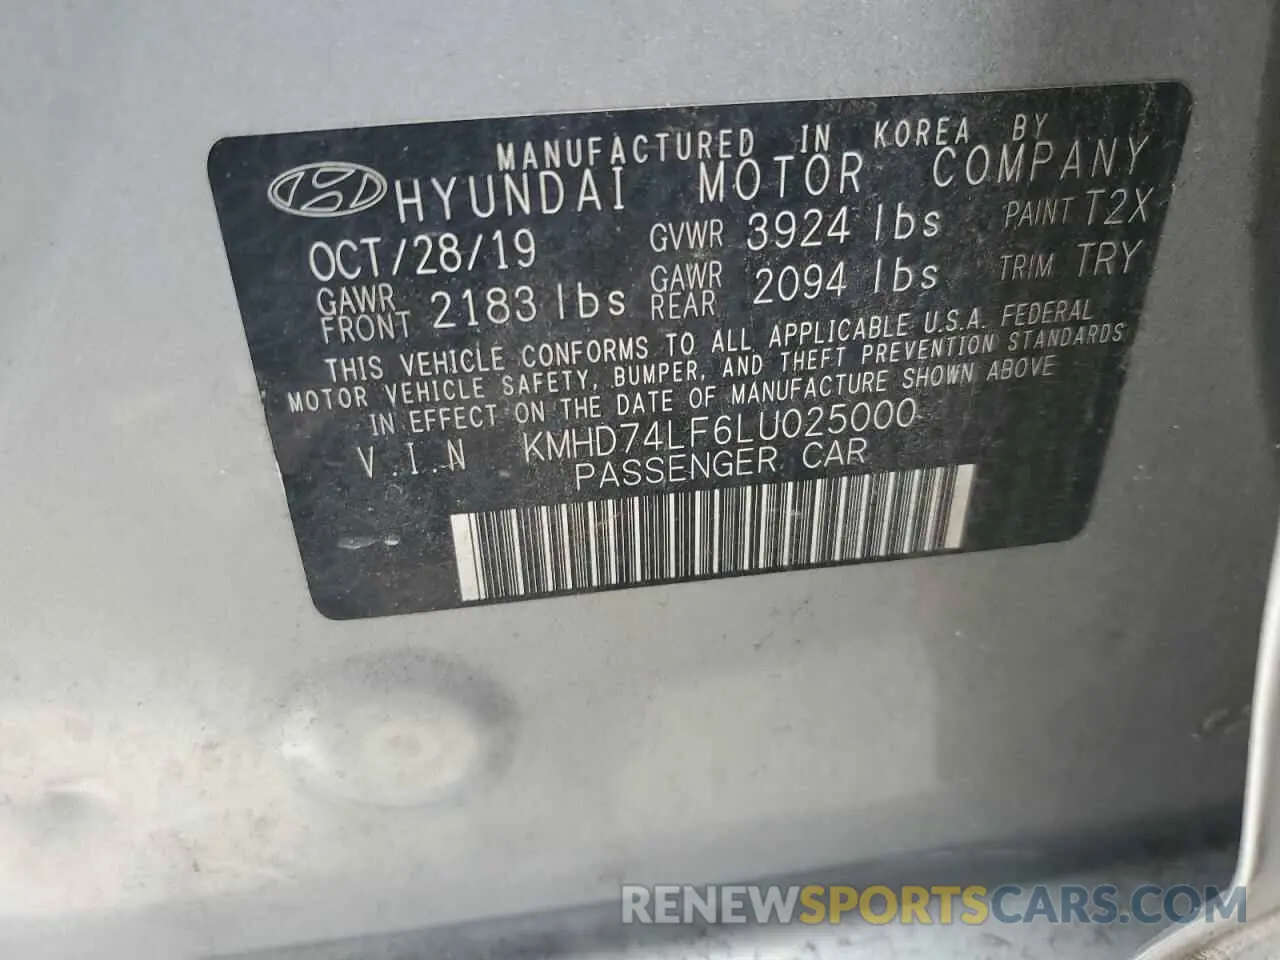 MANUFACTURED IN KOREA BY
HYUNDAI MOTOR COMPANY
OCT/28/19 GVWR 3924 lbs PAINT T2X
GAWR FRONT 2183 lbs GAWR REAR 2094 lbs TRIM TRY
THIS VEHICLE CONFORMS TO ALL APPLICABLE U.S.A. FEDERAL
MOTOR VEHICLE SAFETY, BUMPER, AND THEFT PREVENTION STANDARDS
IN EFFECT ON THE DATE OF MANUFACTURE SHOWN ABOVE
V.I.N KMHD74LF6LU025000
PASSENGER CAR
RENEWSPORTSCARS.COM